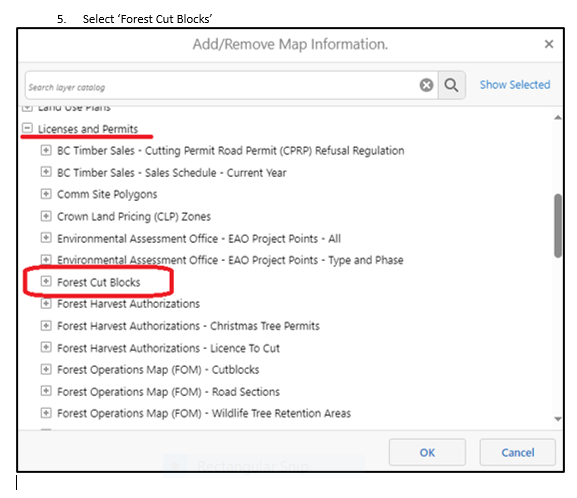 5. Select ‘Forest Cut Blocks’
Add/Remove Map Information.
Search layer catalog
Show Selected
Land Use Plans
Licenses and Permits
BC Timber Sales - Cutting Permit Road Permit (CPRP) Refusal Regulation
BC Timber Sales - Sales Schedule - Current Year
Comm Site Polygons
Crown Land Pricing (CLP) Zones
Environmental Assessment Office - EAO Project Points - All
Environmental Assessment Office - EAO Project Points - Type and Phase
Forest Cut Blocks
Forest Harvest Authorizations
Forest Harvest Authorizations - Christmas Tree Permits
Forest Harvest Authorizations - Licence To Cut
Forest Operations Map (FOM) - Cutblocks
Forest Operations Map (FOM) - Road Sections
Forest Operations Map (FOM) - Wildlife Tree Retention Areas
OK
Cancel
Rectangular Snip